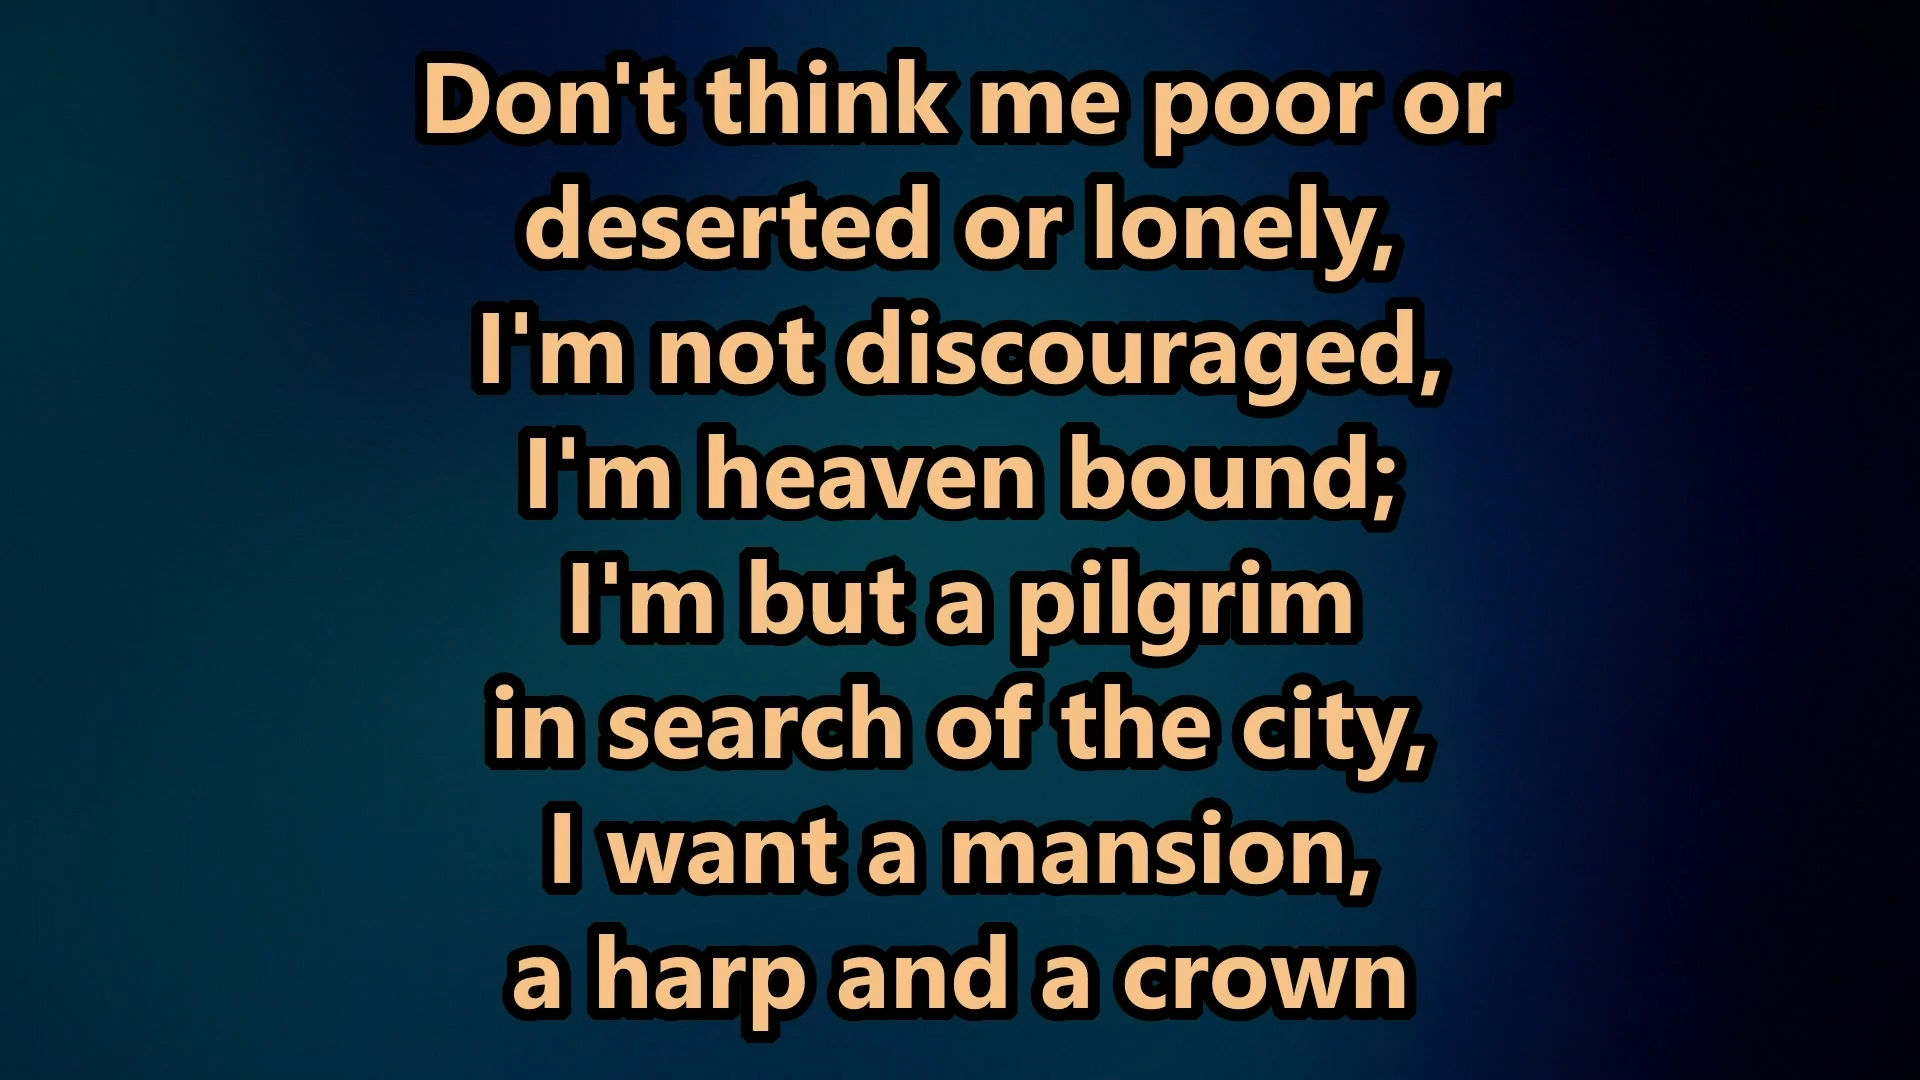 Don't think me poor or
deserted or lonely,
I'm not discouraged,
I'm heaven bound;
I'm but a pilgrim
in search of the city,
I want a mansion,
a harp and a crown